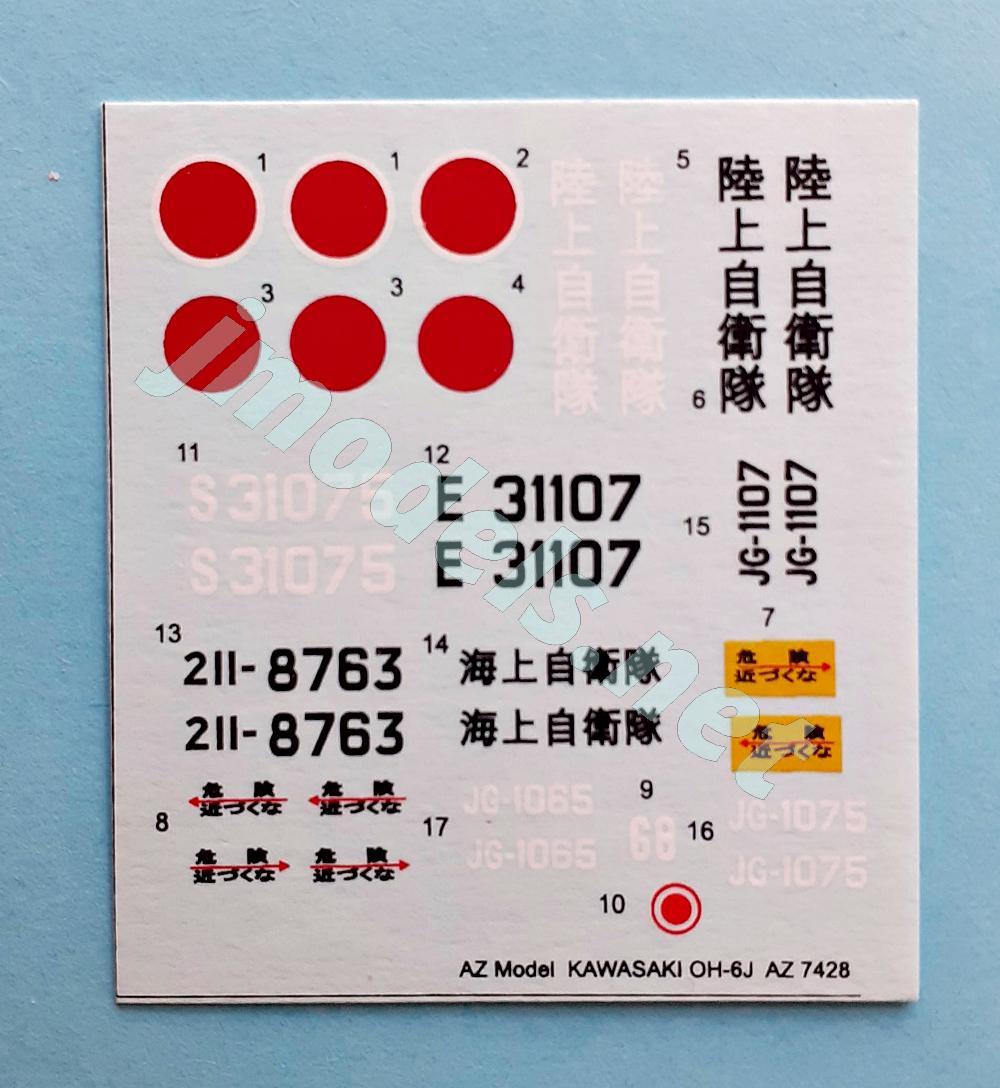 1
1
2
3
3
4
5
陸上自衛隊
陸上自衛隊
陸上自衛隊
陸上自衛隊
6
11
S 31075
S 31075
12
E 31107
E 31107
15
JG-1107
JG-1107
13
211-8763
211-8763
14
海上自衛隊
海上自衛隊
7
危 険
近づくな
危 険
近づくな
8
危 険
近づくな
危 険
近づくな
危 険
近づくな
危 険
近づくな
17
JG-1065
JG-1065
9
68
16
JG-1075
JG-1075
10
AZ Model KAWASAKI OH-6J AZ 7428
jimodels.net